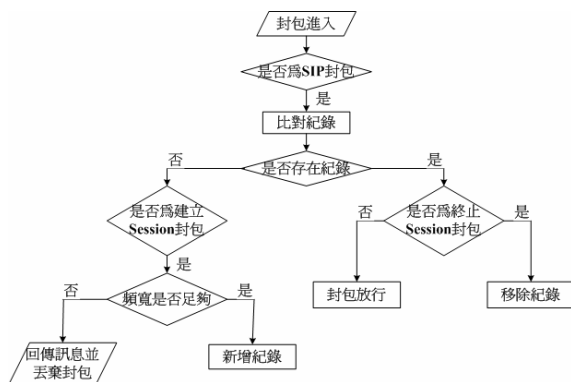 封包進入
是否為SIP封包
是
比對紀錄
是否存在紀錄
否
是
是否為建立
Session封包
是否為終止
Session封包
否
是
是
封包放行
移除紀錄
頻寬是否足夠
否
是
回傳訊息並
丟棄封包
新增紀錄